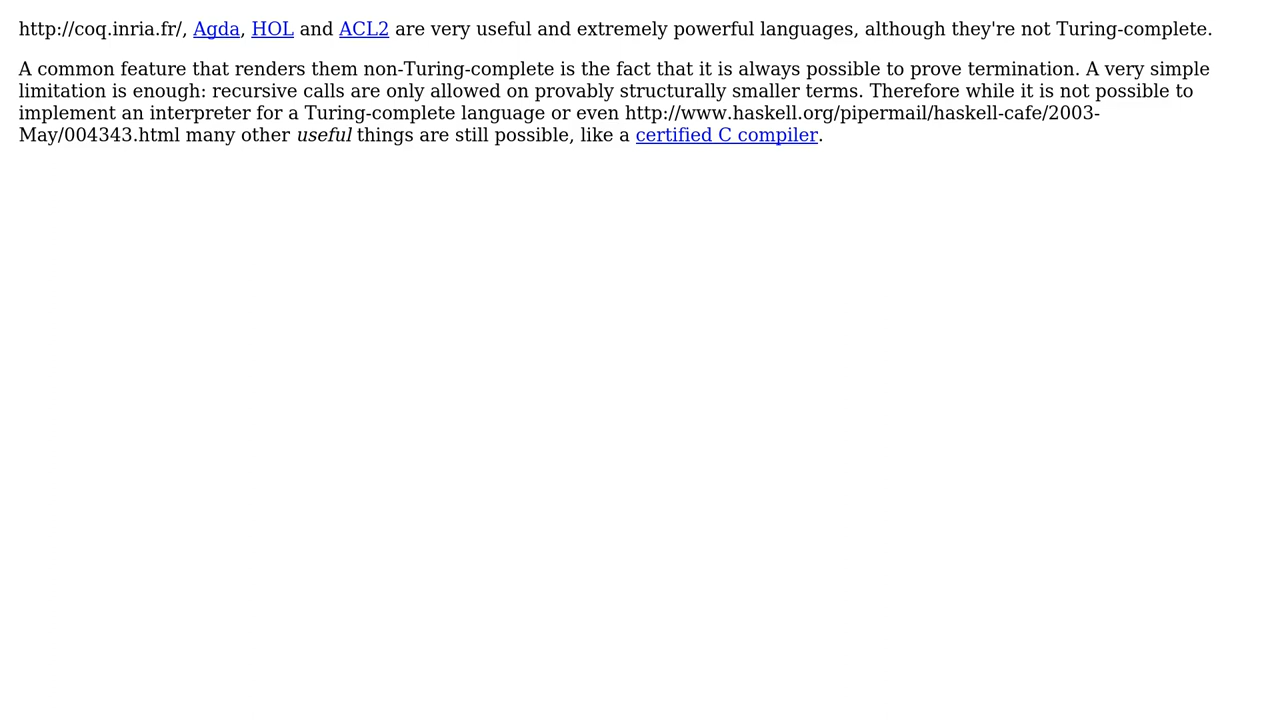 http://coq.inria.fr/, Agda, HOL and ACL2 are very useful and extremely powerful languages, although they're not Turing-complete.
A common feature that renders them non-Turing-complete is the fact that it is always possible to prove termination. A very simple
limitation is enough: recursive calls are only allowed on provably structurally smaller terms. Therefore while it is not possible to
implement an interpreter for a Turing-complete language or even http://www.haskell.org/pipermail/haskell-cafe/2003-
May/004343.html many other useful things are still possible, like a certified C compiler.